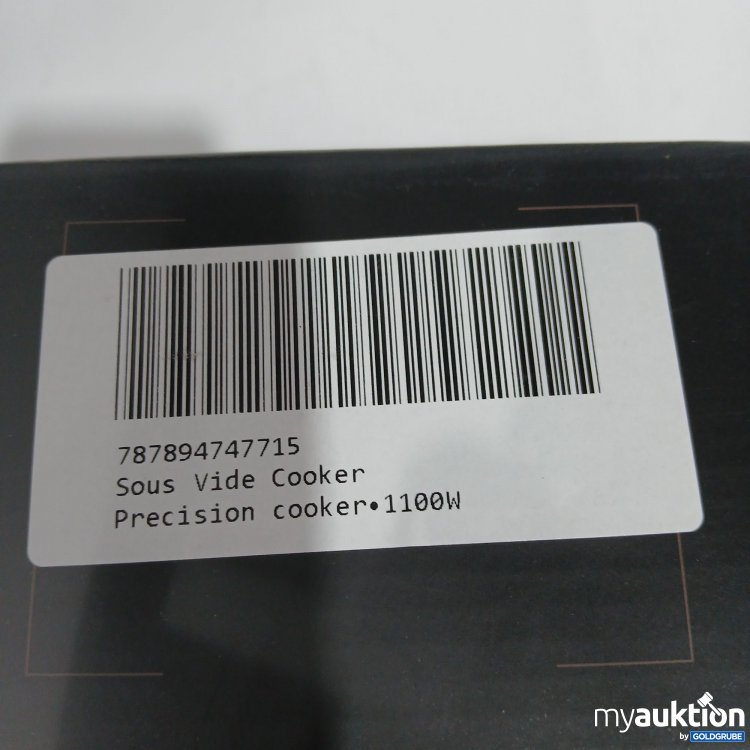 787894747715
Sous Vide Cooker
Precision cooker•1100W
myauktion
by GOLDGRUBE